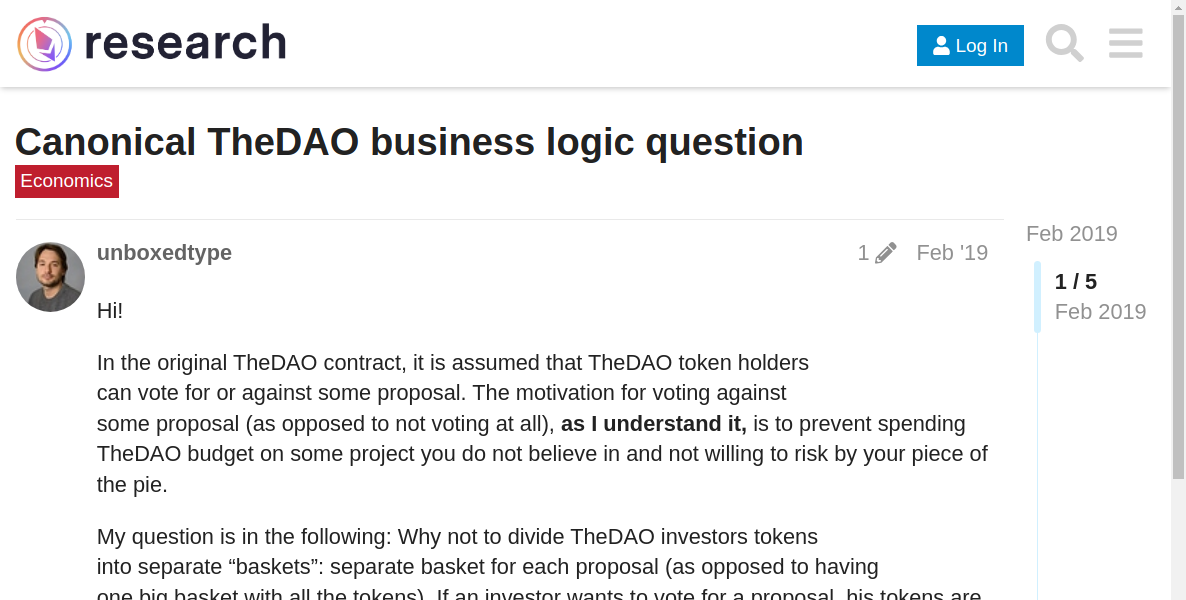 research
Log In
Canonical TheDAO business logic question
Economics
unboxedtype
1
Feb '19
Feb 2019
1 / 5
Feb 2019
Hi!
In the original TheDAO contract, it is assumed that TheDAO token holders
can vote for or against some proposal. The motivation for voting against
some proposal (as opposed to not voting at all), as I understand it, is to prevent spending
TheDAO budget on some project you do not believe in and not willing to risk by your piece of
the pie.
My question is in the following: Why not to divide TheDAO investors tokens
into separate “baskets”: separate basket for each proposal (as opposed to having
one big basket with all the tokens). If an investor wants to vote for a proposal, his tokens are